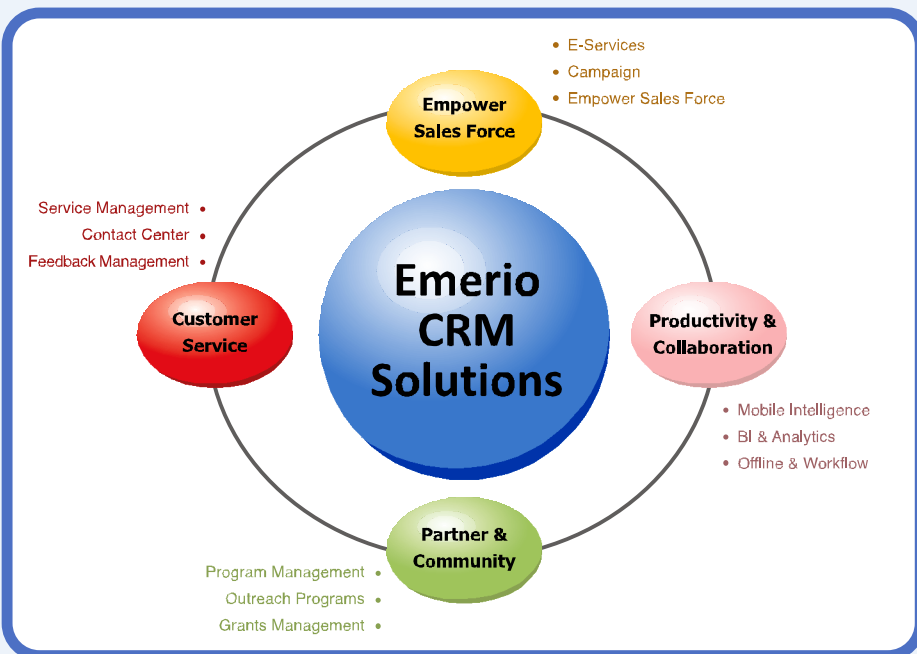 Empower
Sales Force
• E-Services
• Campaign
• Empower Sales Force
Service Management •
Contact Center •
Feedback Management •
Customer
Service
Emerio
CRM
Solutions
Productivity &
Collaboration
• Mobile Intelligence
• BI & Analytics
• Offline & Workflow
Partner &
Community
Program Management •
Outreach Programs •
Grants Management •